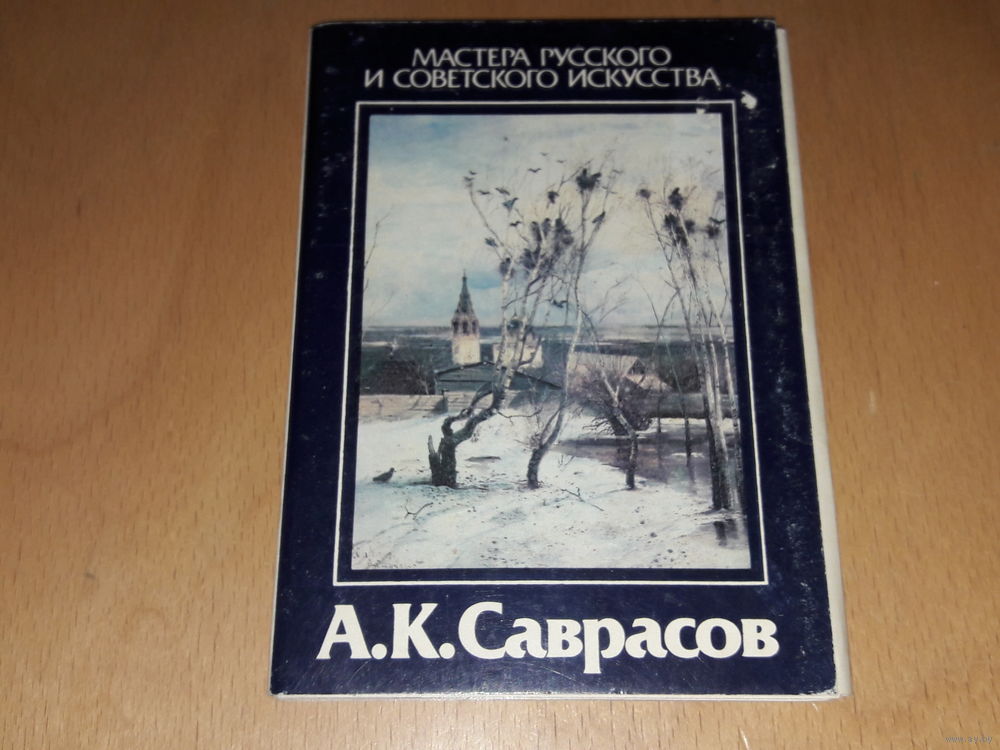 МАСТЕРА РУССКОГО
И СОВЕТСКОГО ИСКУССТВА
А.К.Саврасов